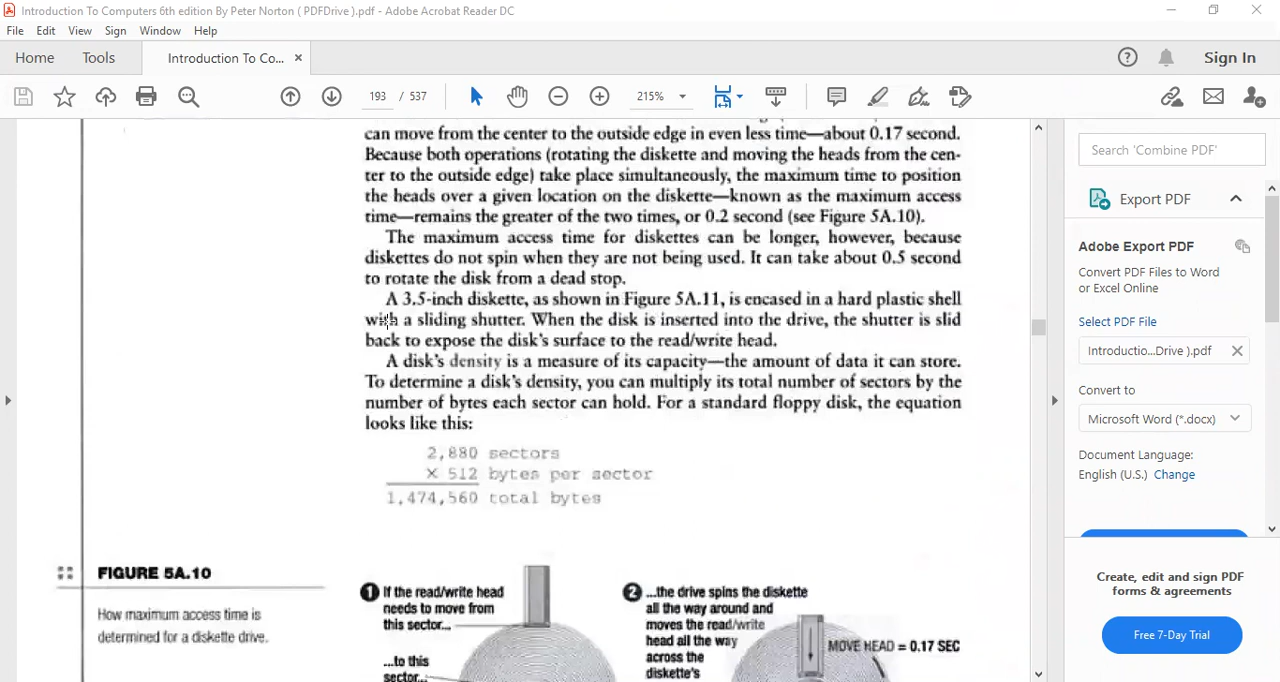 Introduction To Computers 6th edition By Peter Norton ( PDFDrive ).pdf - Adobe Acrobat Reader DC
File Edit View Sign Window Help
Home Tools Introduction To Co... × Sign In
193 / 537 215%
can move from the center to the outside edge in even less time—about 0.17 second.
Because both operations (rotating the diskette and moving the heads from the cen-
ter to the outside edge) take place simultaneously, the maximum time to position
the heads over a given location on the diskette—known as the maximum access
time—remains the greater of the two times, or 0.2 second (see Figure 5A.10).
The maximum access time for diskettes can be longer, however, because
diskettes do not spin when they are not being used. It can take about 0.5 second
to rotate the disk from a dead stop.
A 3.5-inch diskette, as shown in Figure 5A.11, is encased in a hard plastic shell
with a sliding shutter. When the disk is inserted into the drive, the shutter is slid
back to expose the disk's surface to the read/write head.
A disk's density is a measure of its capacity—the amount of data it can store.
To determine a disk's density, you can multiply its total number of sectors by the
number of bytes each sector can hold. For a standard floppy disk, the equation
looks like this:
2,880 sectors
× 512 bytes per sector
1,474,560 total bytes
FIGURE 5A.10
How maximum access time is
determined for a diskette drive.
1 If the read/write head
needs to move from
this sector...
...to this
sector...
2 ...the drive spins the diskette
all the way around and
moves the read/write
head all the way
across the
diskette's
MOVE HEAD = 0.17 SEC
Search 'Combine PDF'
Export PDF
Adobe Export PDF
Convert PDF Files to Word
or Excel Online
Select PDF File
Introductio...Drive ).pdf ×
Convert to
Microsoft Word (*.docx)
Document Language:
English (U.S.) Change
Create, edit and sign PDF
forms & agreements
Free 7-Day Trial